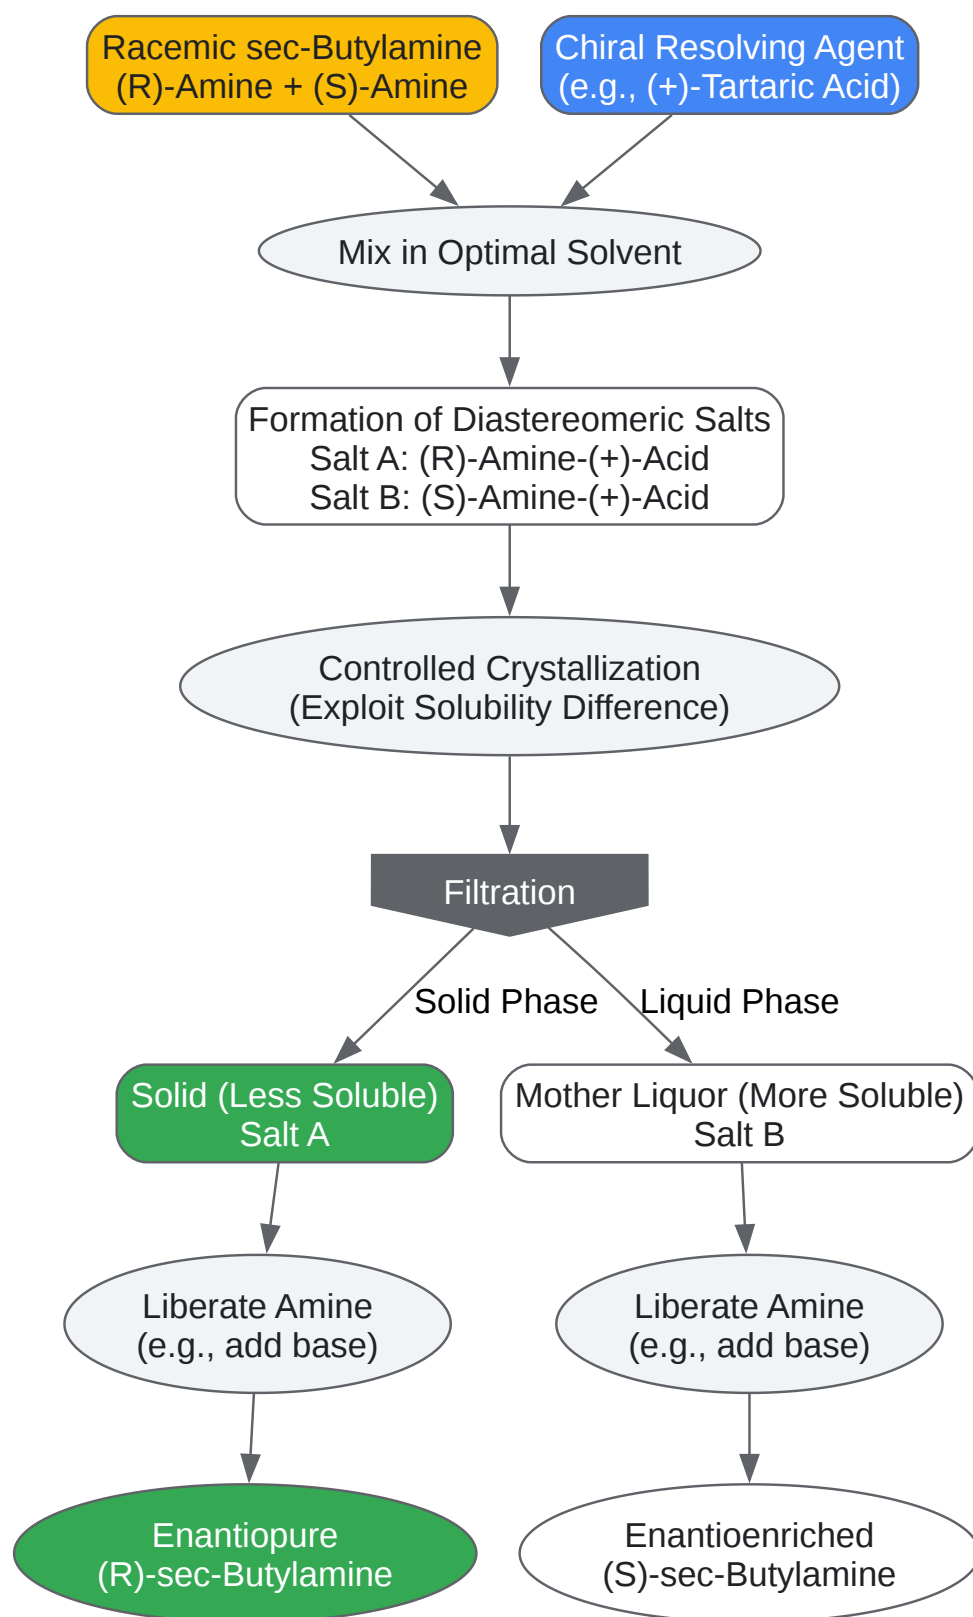 Racemic sec-Butylamine
(R)-Amine + (S)-Amine
Chiral Resolving Agent
(e.g., (+)-Tartaric Acid)
Mix in Optimal Solvent
Formation of Diastereomeric Salts
Salt A: (R)-Amine-(+)-Acid
Salt B: (S)-Amine-(+)-Acid
Controlled Crystallization
(Exploit Solubility Difference)
Filtration
Solid Phase
Liquid Phase
Solid (Less Soluble)
Salt A
Mother Liquor (More Soluble)
Salt B
Liberate Amine
(e.g., add base)
Liberate Amine
(e.g., add base)
Enantiopure
(R)-sec-Butylamine
Enantioenriched
(S)-sec-Butylamine